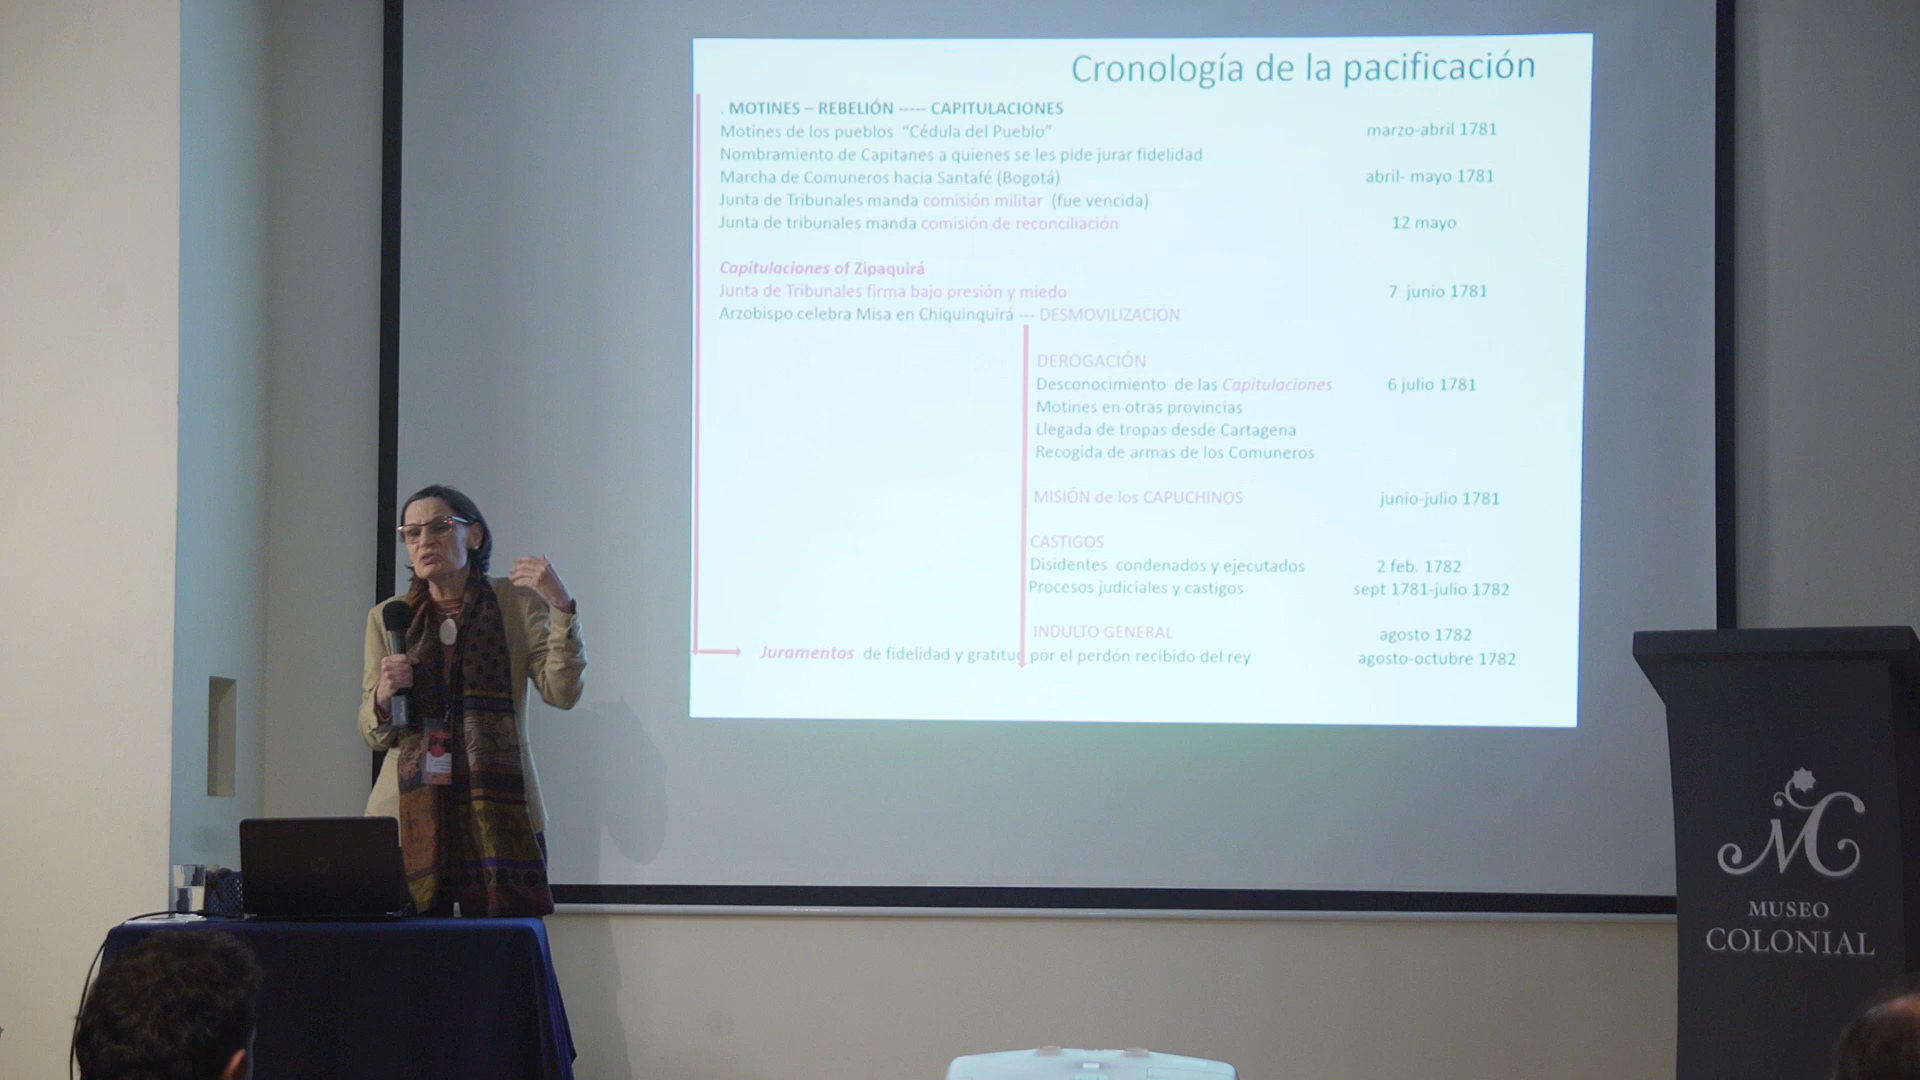 Cronología de la pacificación
. MOTINES – REBELIÓN ----- CAPITULACIONES
Motines de los pueblos "Cédula del Pueblo" marzo-abril 1781
Nombramiento de Capitanes a quienes se les pide jurar fidelidad
Marcha de Comuneros hacia Santafé (Bogotá) abril- mayo 1781
Junta de Tribunales manda comisión militar (fue vencida)
Junta de tribunales manda comisión de reconciliación 12 mayo
Capitulaciones of Zipaquirá
Junta de Tribunales firma bajo presión y miedo 7 junio 1781
Arzobispo celebra Misa en Chiquinquirá --- DESMOVILIZACIÓN
DEROGACIÓN
Desconocimiento de las Capitulaciones 6 julio 1781
Motines en otras provincias
Llegada de tropas desde Cartagena
Recogida de armas de los Comuneros
MISIÓN de los CAPUCHINOS junio-julio 1781
CASTIGOS
Disidentes condenados y ejecutados 2 feb. 1782
Procesos judiciales y castigos sept 1781-julio 1782
INDULTO GENERAL agosto 1782
Juramentos de fidelidad y gratitud por el perdón recibido del rey agosto-octubre 1782
MC
MUSEO
COLONIAL